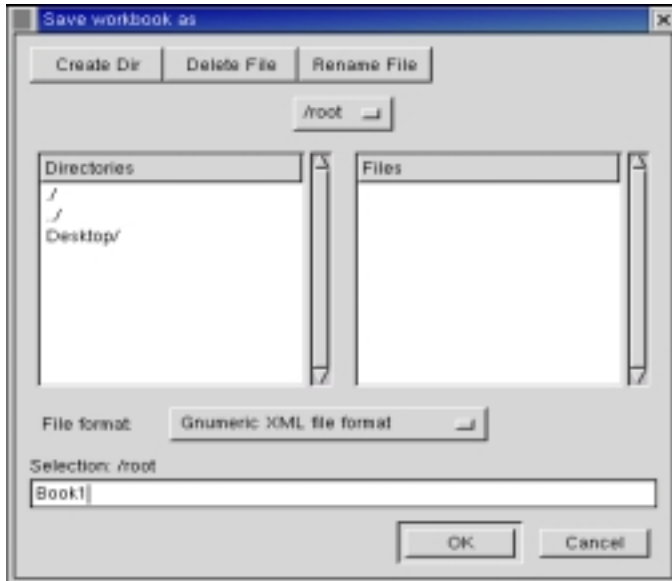 Save workbook as
Create Dir Delete File Rename File
/root
Directories Files
./
../
Desktop/
File format: Gnumeric XML file format
Selection: /root
Book1
OK Cancel